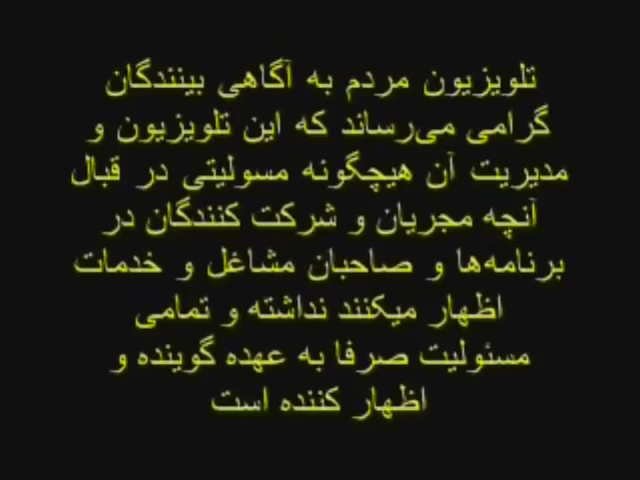 تلویزیون مردم به آگاهی بینندگان
گرامی می‌رساند که این تلویزیون و
مدیریت آن هیچگونه مسولیتی در قبال
آنچه مجریان و شرکت کنندگان در
برنامه‌ها و صاحبان مشاغل و خدمات
اظهار میکنند نداشته و تمامی
مسئولیت صرفا به عهده گوینده و
اظهار کننده است